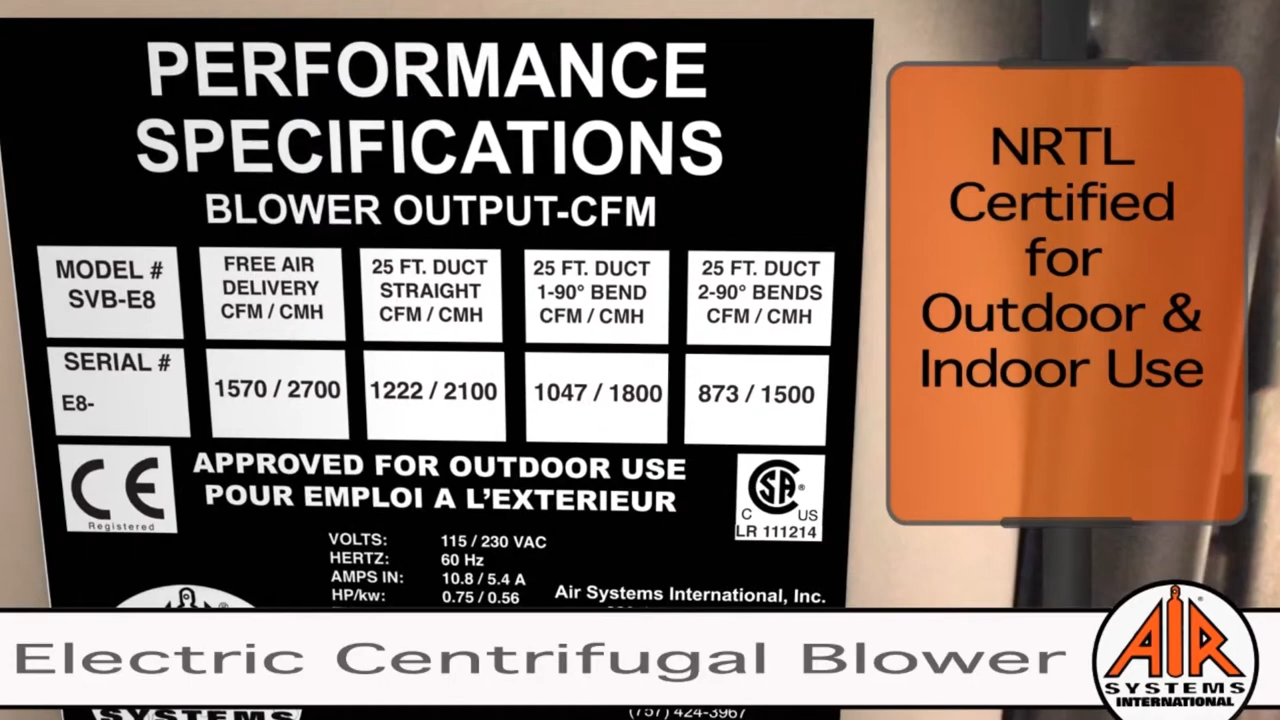 PERFORMANCE
SPECIFICATIONS
BLOWER OUTPUT-CFM
MODEL #
SVB-E8
FREE AIR
DELIVERY
CFM / CMH
25 FT. DUCT
STRAIGHT
CFM / CMH
25 FT. DUCT
1-90° BEND
CFM / CMH
25 FT. DUCT
2-90° BENDS
CFM / CMH
SERIAL #
E8-
1570 / 2700
1222 / 2100
1047 / 1800
873 / 1500
CE
Registered
APPROVED FOR OUTDOOR USE
POUR EMPLOI A L'EXTERIEUR
CSA®
C US
LR 111214
VOLTS: 115 / 230 VAC
HERTZ: 60 Hz
AMPS IN: 10.8 / 5.4 A
HP/kw: 0.75 / 0.56
Air Systems International, Inc.
SYSTEMS
(757) 424-3967
NRTL
Certified
for
Outdoor &
Indoor Use
Electric Centrifugal Blower
AIR®
SYSTEMS
INTERNATIONAL